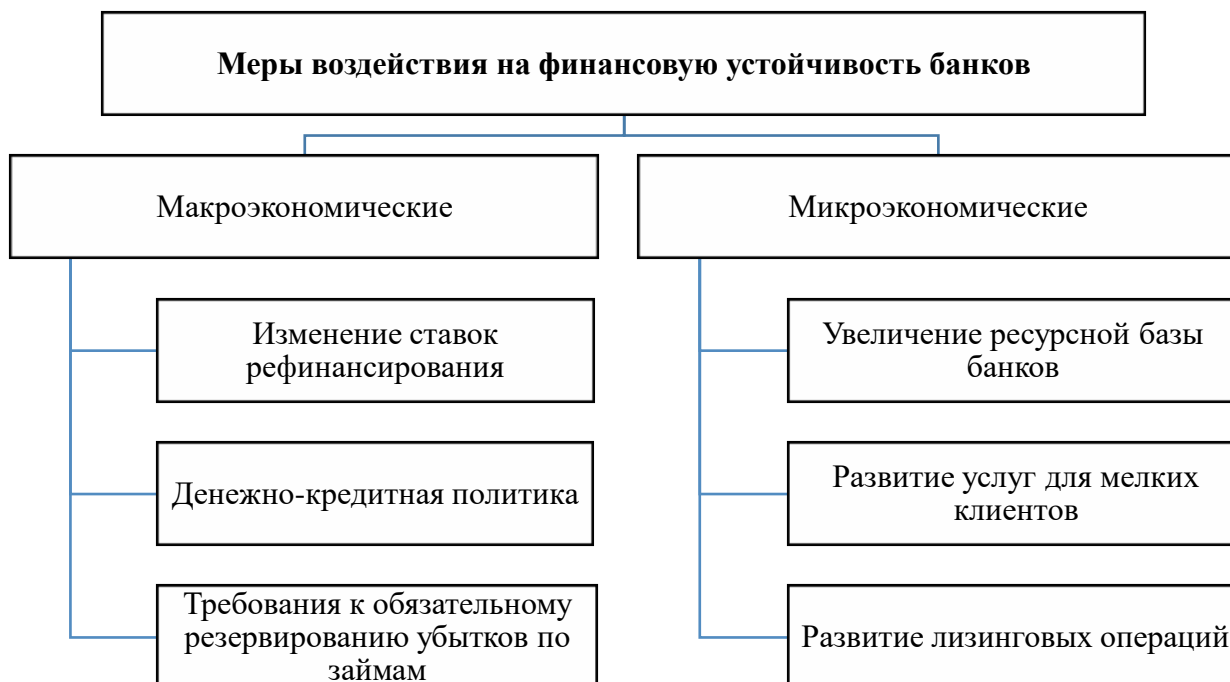 Меры воздействия на финансовую устойчивость банков
Макроэкономические
Микроэкономические
Изменение ставок
рефинансирования
Увеличение ресурсной базы
банков
Денежно-кредитная политика
Развитие услуг для мелких
клиентов
Требования к обязательному
резервированию убытков по
займам
Развитие лизинговых операций